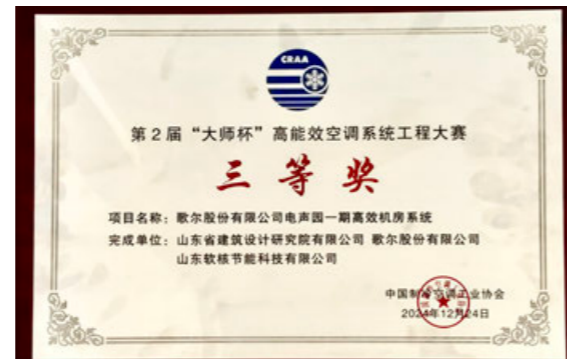 CRAA
第2届“大师杯”高能效空调系统工程大赛
三等奖
项目名称：歌尔股份有限公司电声园一期高效机房系统
完成单位：山东省建筑设计研究院有限公司 歌尔股份有限公司
山东软核节能科技有限公司
中国制冷空调工业协会
2024年12月24日